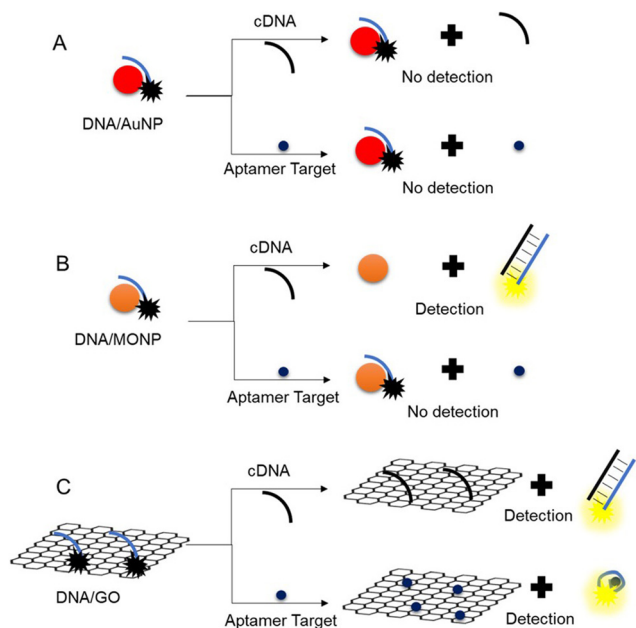 A
cDNA
No detection
DNA/AuNP
Aptamer Target
No detection
B
cDNA
Detection
DNA/MONP
Aptamer Target
No detection
C
cDNA
Detection
DNA/GO
Aptamer Target
Detection